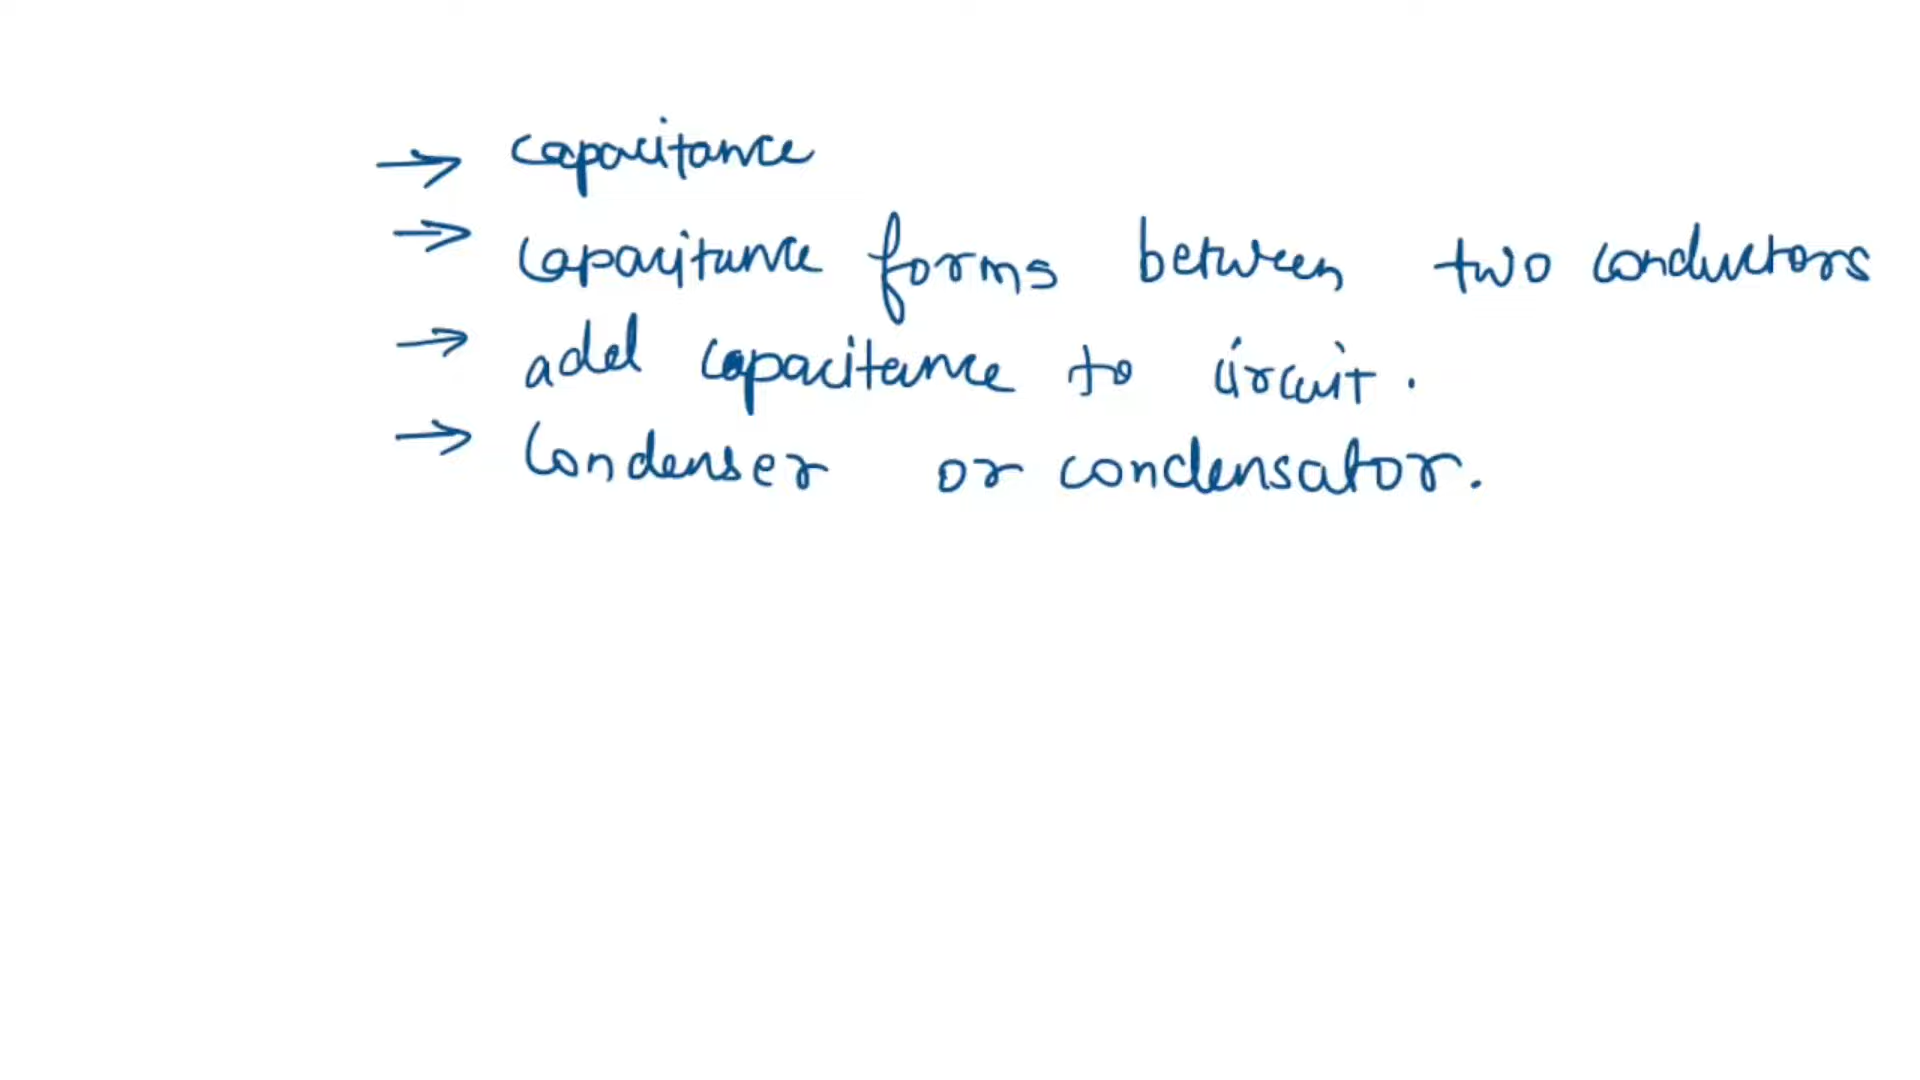 → capacitance
→ capacitance forms between two conductors
→ add capacitance to circuit.
→ Condenser or condensator.